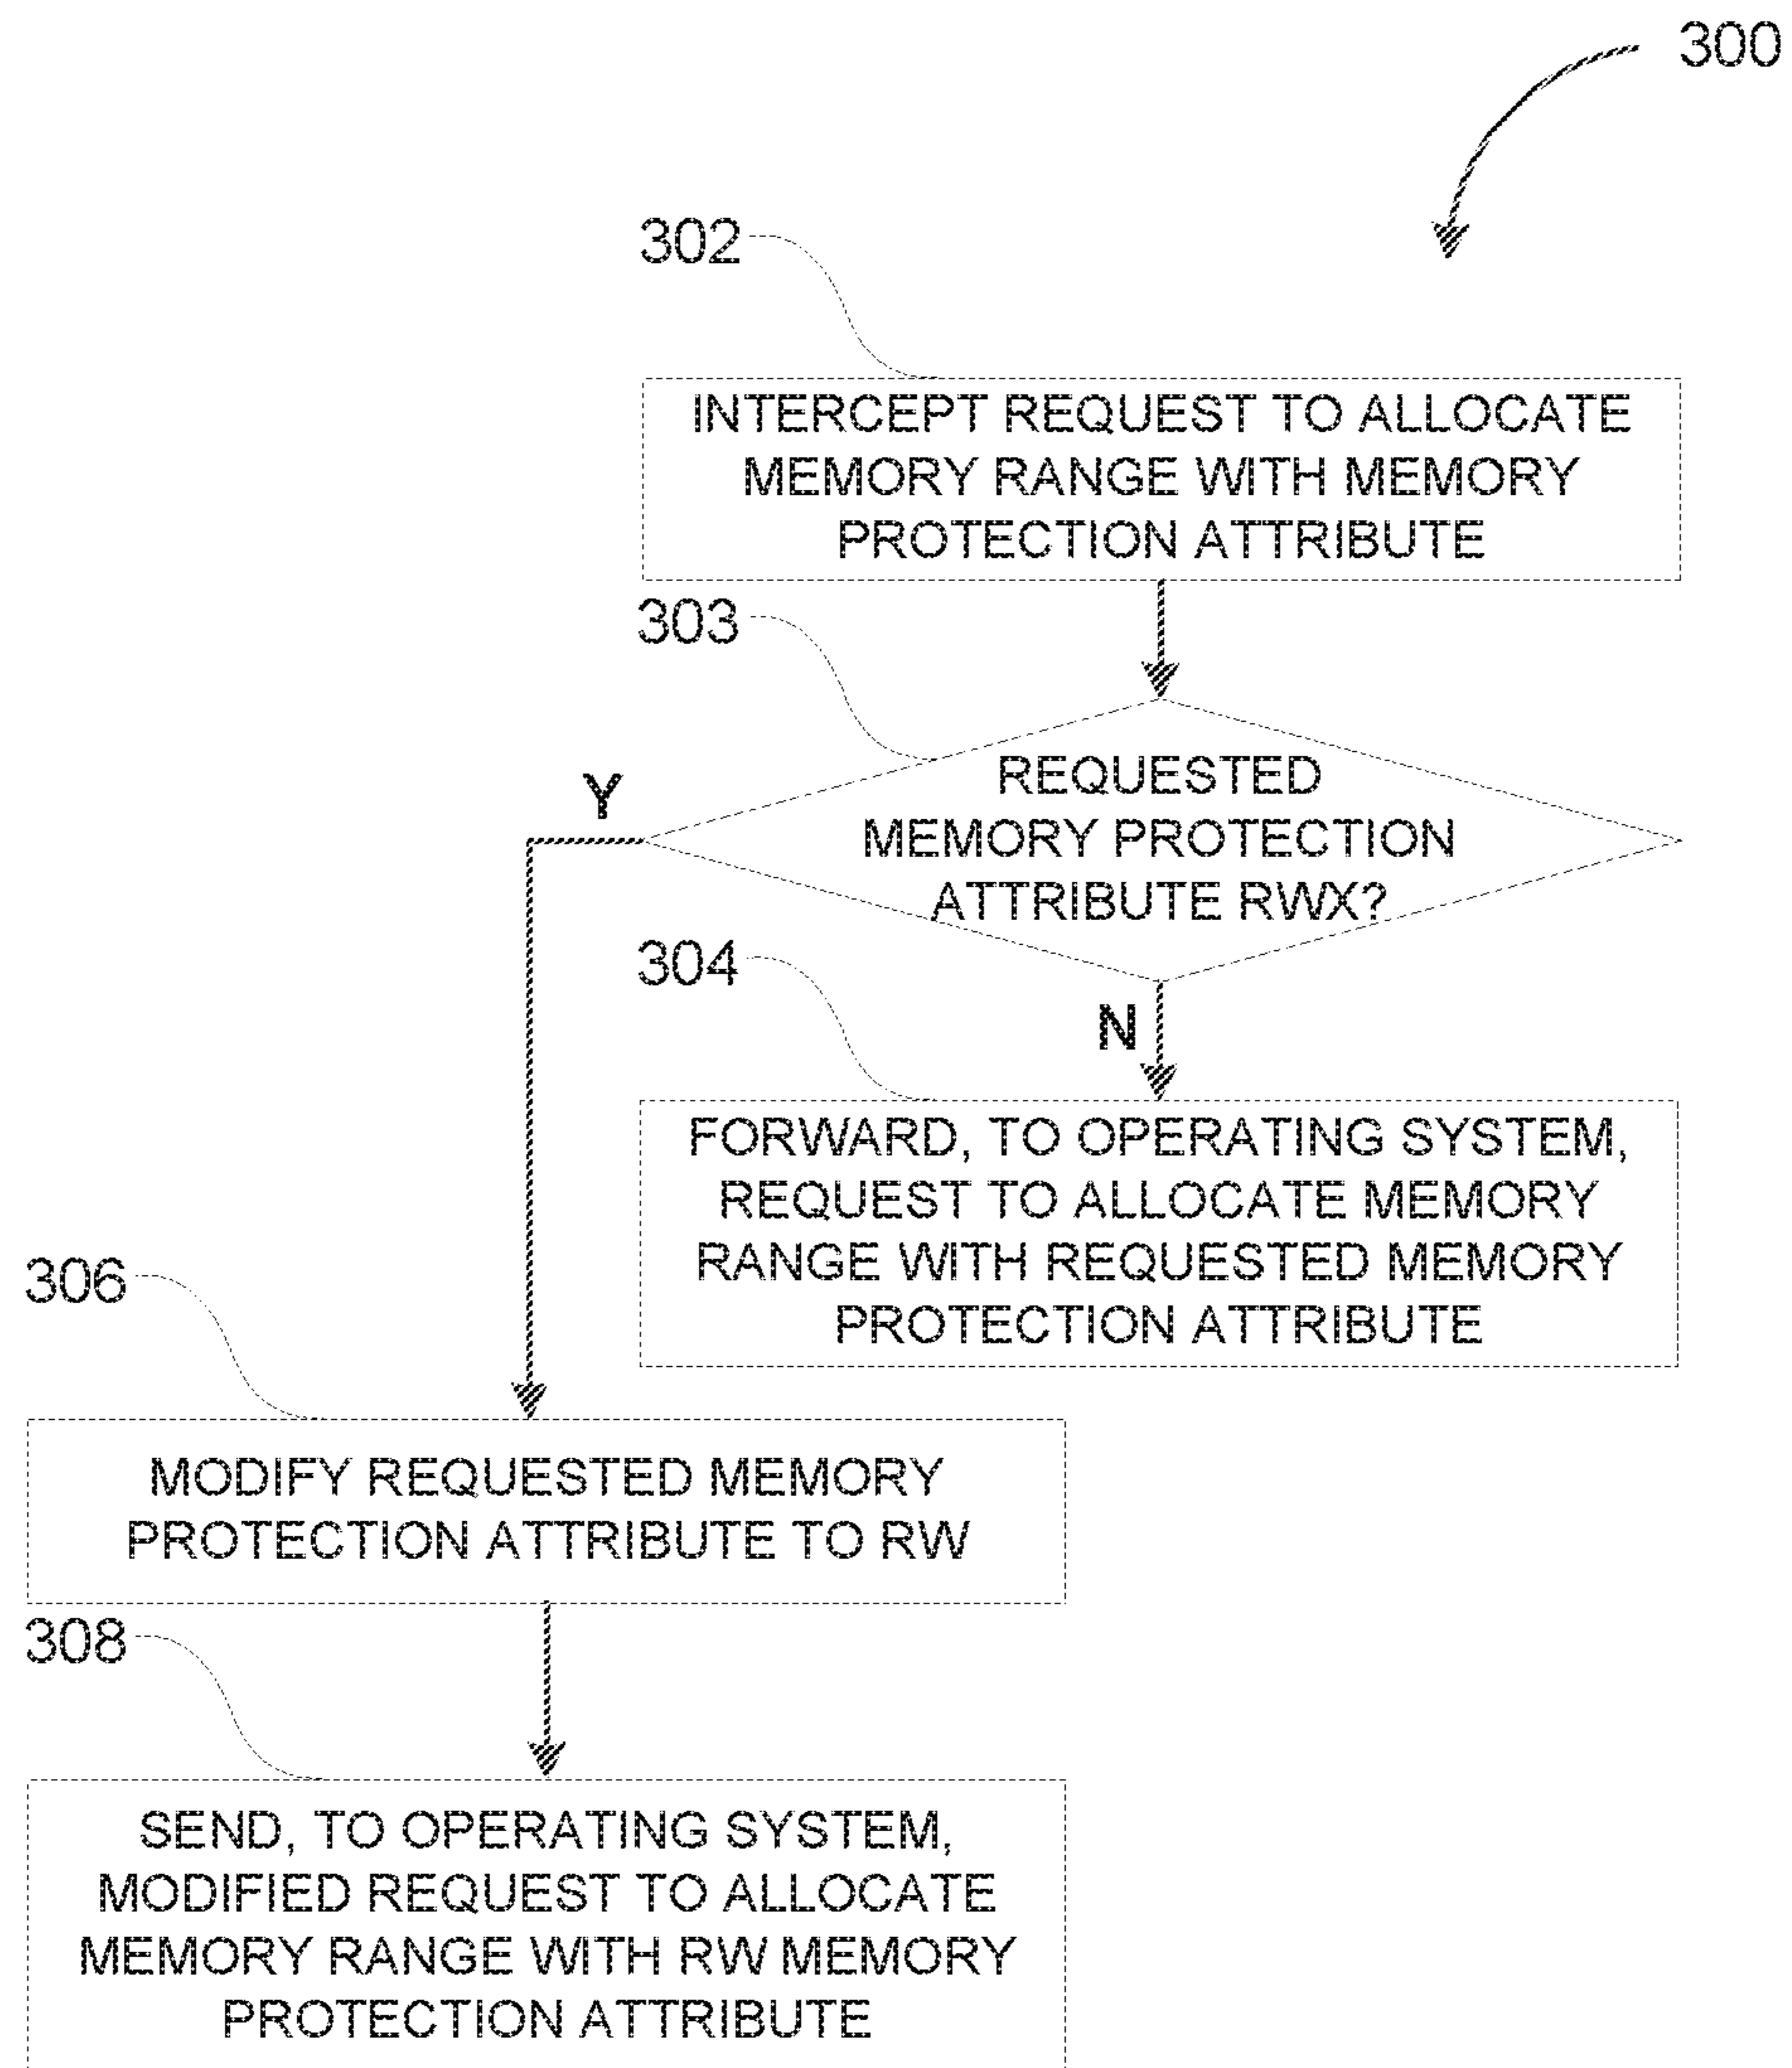 300
302
INTERCEPT REQUEST TO ALLOCATE
MEMORY RANGE WITH MEMORY
PROTECTION ATTRIBUTE
303
REQUESTED
MEMORY PROTECTION
ATTRIBUTE RWX?
Y
N
304
FORWARD, TO OPERATING SYSTEM,
REQUEST TO ALLOCATE MEMORY
RANGE WITH REQUESTED MEMORY
PROTECTION ATTRIBUTE
306
MODIFY REQUESTED MEMORY
PROTECTION ATTRIBUTE TO RW
308
SEND, TO OPERATING SYSTEM,
MODIFIED REQUEST TO ALLOCATE
MEMORY RANGE WITH RW MEMORY
PROTECTION ATTRIBUTE